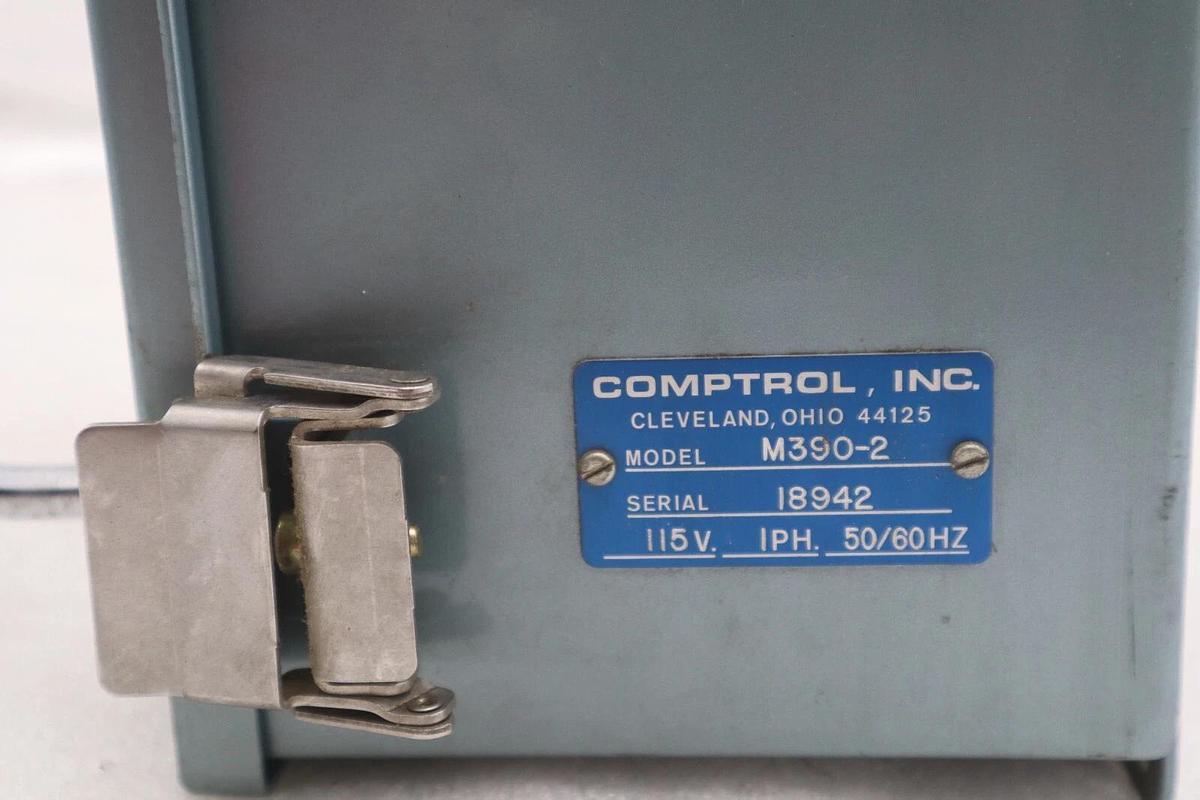 COMPTROL, INC.
CLEVELAND, OHIO 44125
MODEL M390-2
SERIAL 18942
115V. 1PH. 50/60HZ